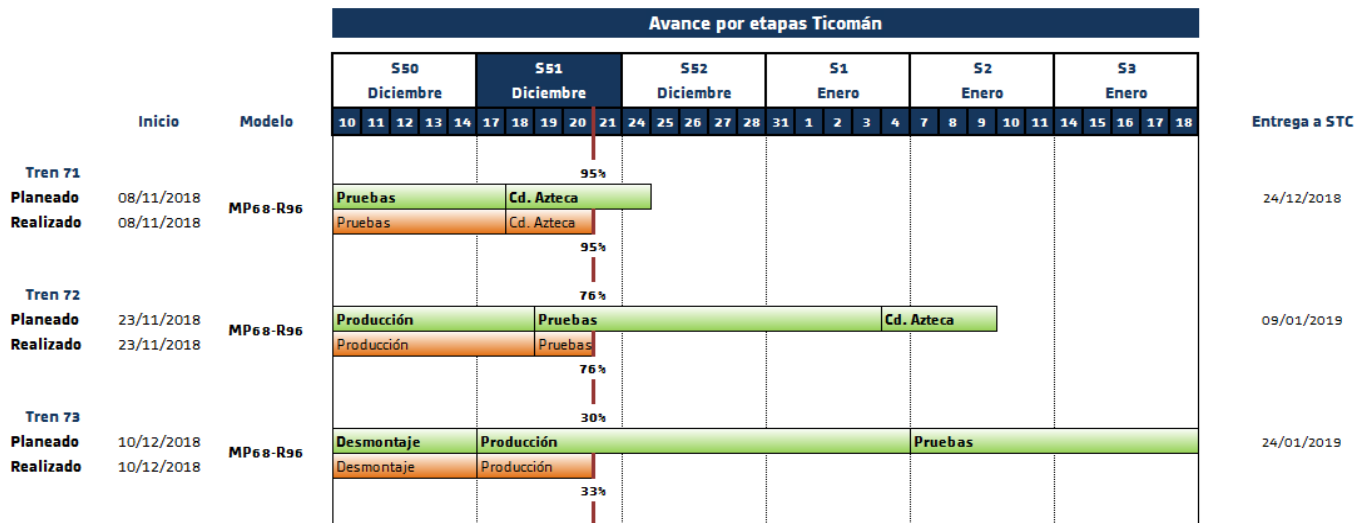 Avance por etapas Ticomán
S50 S51 S52 S1 S2 S3
Diciembre Diciembre Diciembre Enero Enero Enero
Inicio Modelo 10 11 12 13 14 17 18 19 20 21 24 25 26 27 28 31 1 2 3 4 7 8 9 10 11 14 15 16 17 18 Entrega a STC
Tren 71 95%
Planeado 08/11/2018 Pruebas Cd. Azteca 24/12/2018
MP68-R96
Realizado 08/11/2018 Pruebas Cd. Azteca
95%
Tren 72 76%
Planeado 23/11/2018 Producción Pruebas Cd. Azteca 09/01/2019
MP68-R96
Realizado 23/11/2018 Producción Pruebas
76%
Tren 73 30%
Planeado 10/12/2018 Desmontaje Producción Pruebas 24/01/2019
MP68-R96
Realizado 10/12/2018 Desmontaje Producción
33%